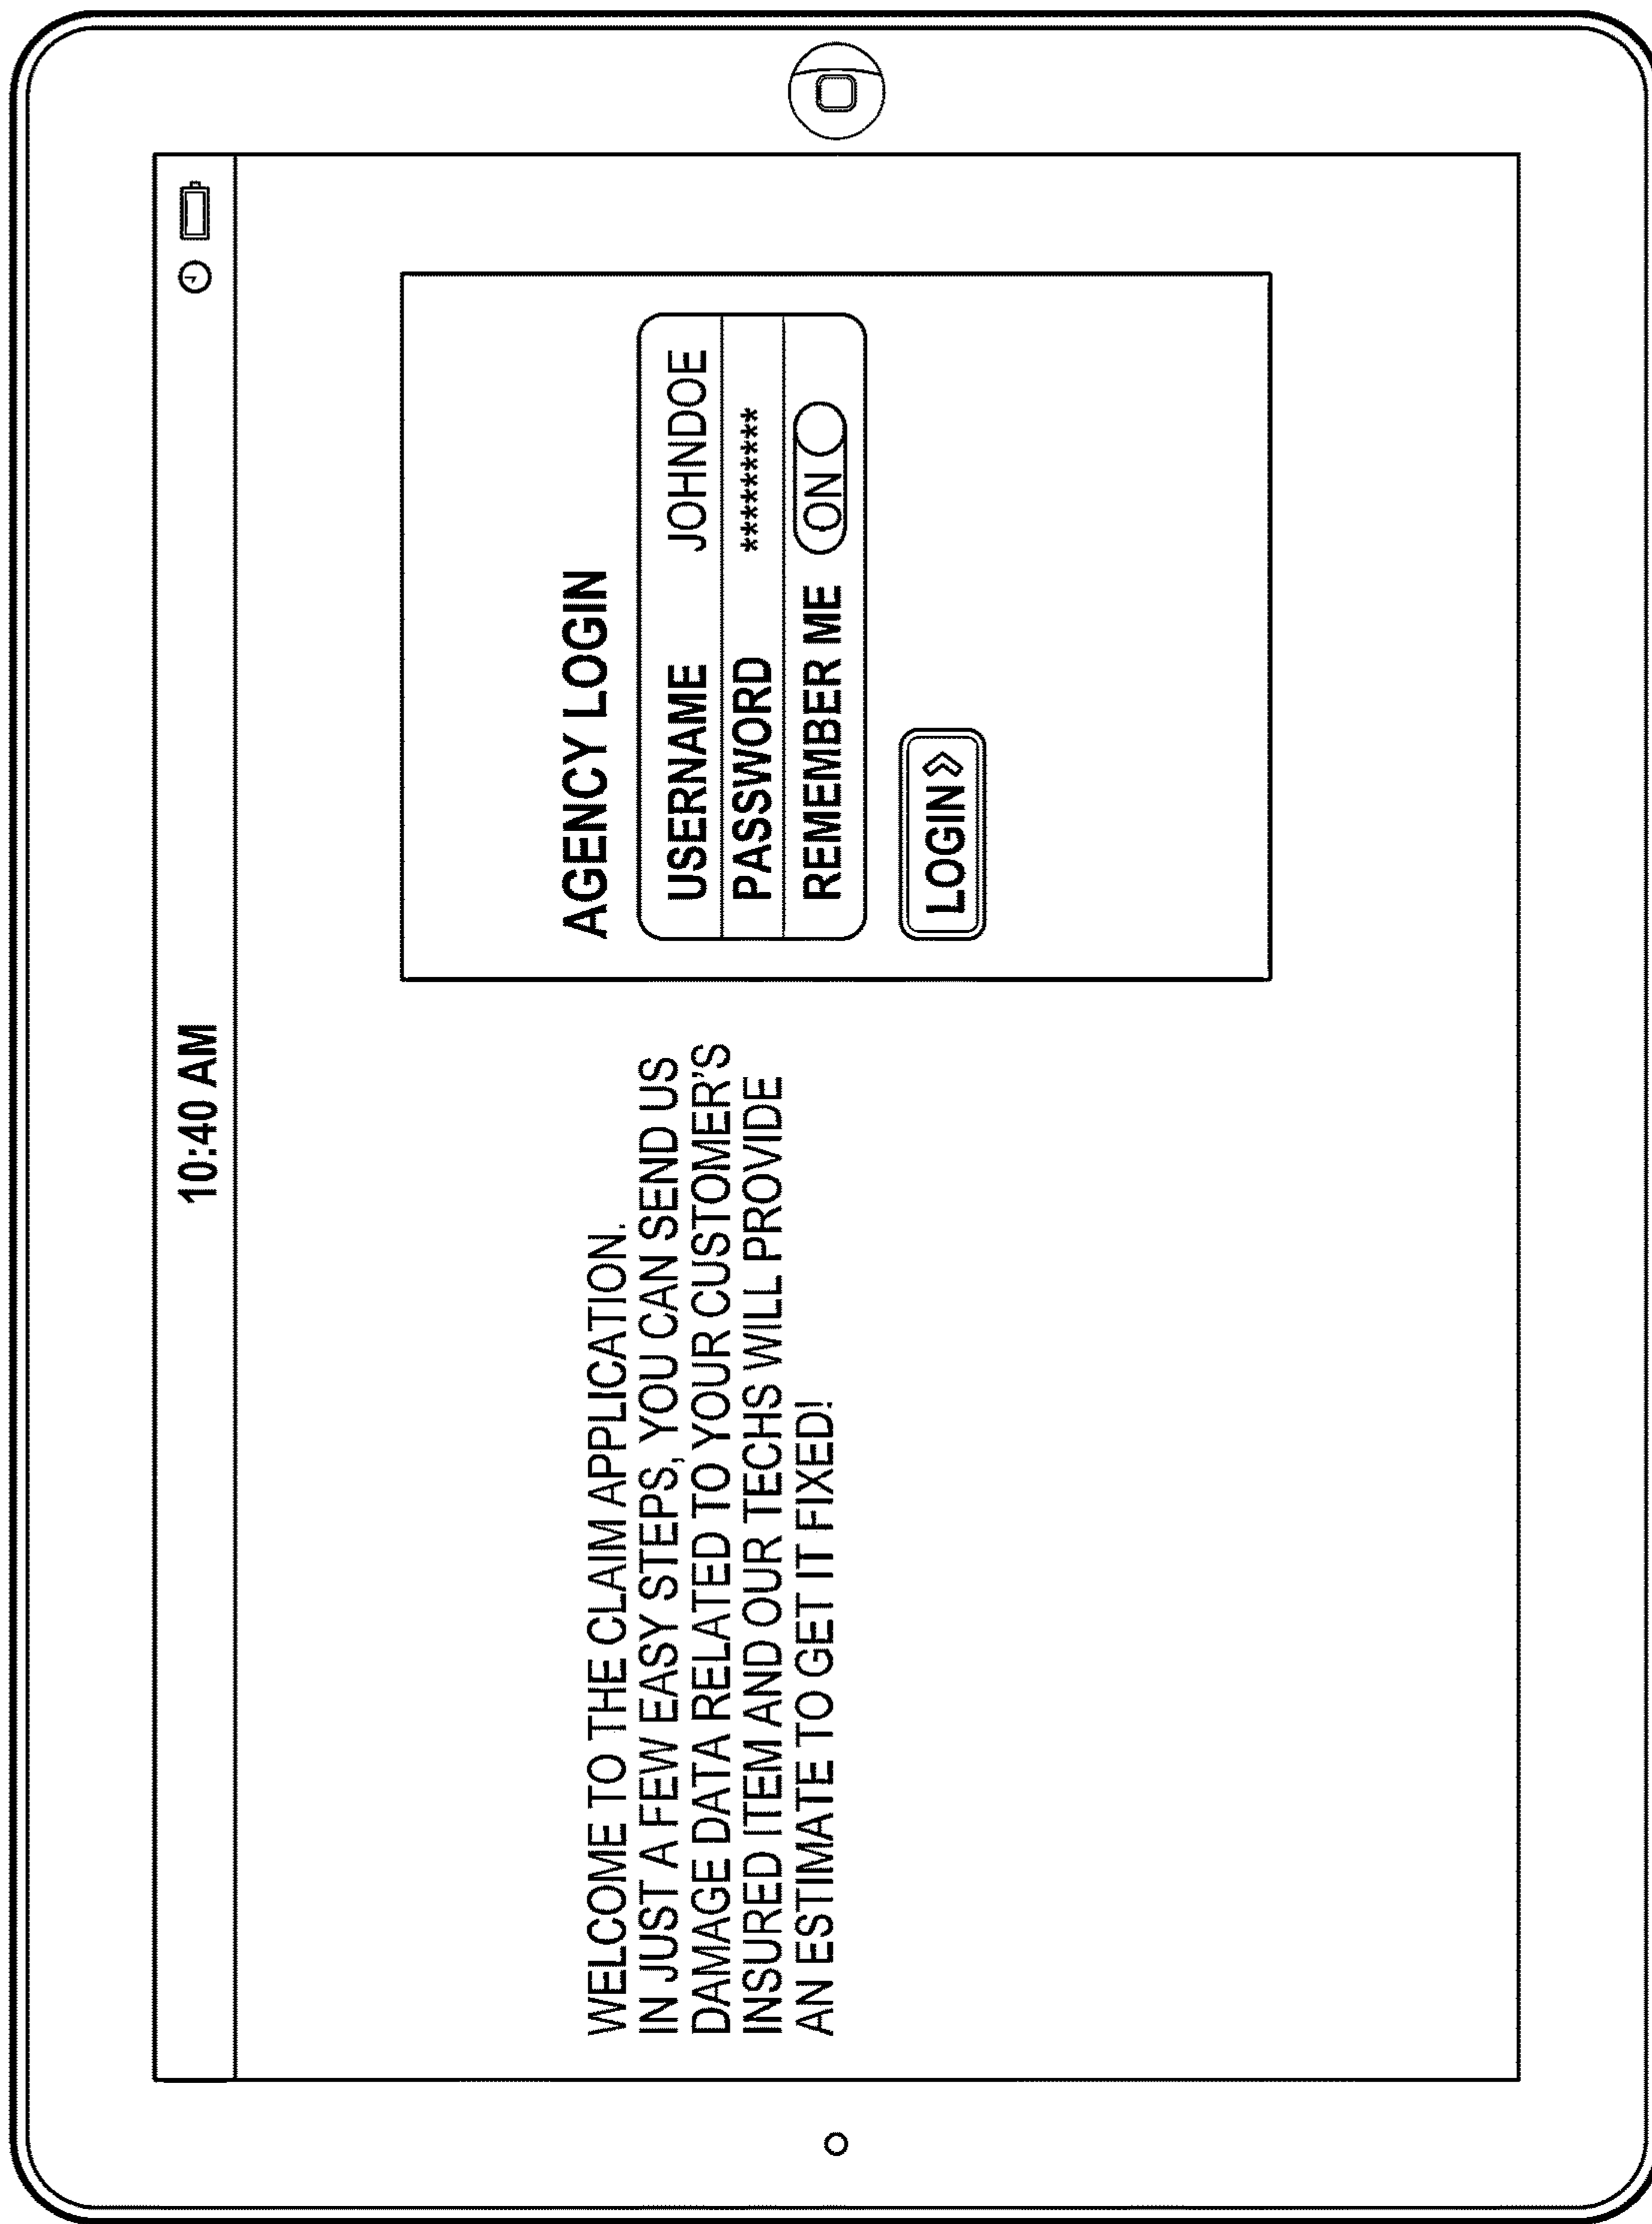 10:40 AM
WELCOME TO THE CLAIM APPLICATION.
IN JUST A FEW EASY STEPS, YOU CAN SEND US
DAMAGE DATA RELATED TO YOUR CUSTOMER'S
INSURED ITEM AND OUR TECHS WILL PROVIDE
AN ESTIMATE TO GET IT FIXED!
AGENCY LOGIN
USERNAME JOHNDOE
PASSWORD ********
REMEMBER ME ON
LOGIN »